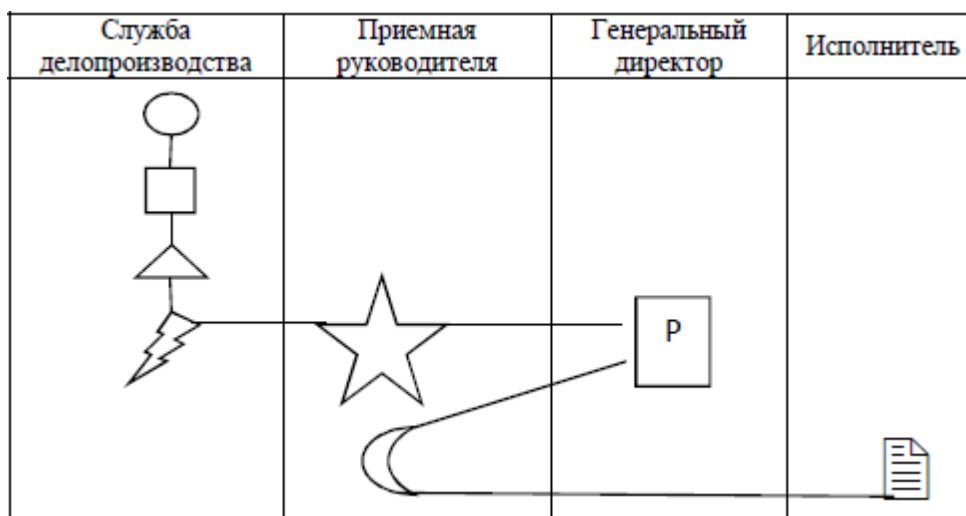 Служба
делопроизводства
Приемная
руководителя
Генеральный
директор
Исполнитель
Р